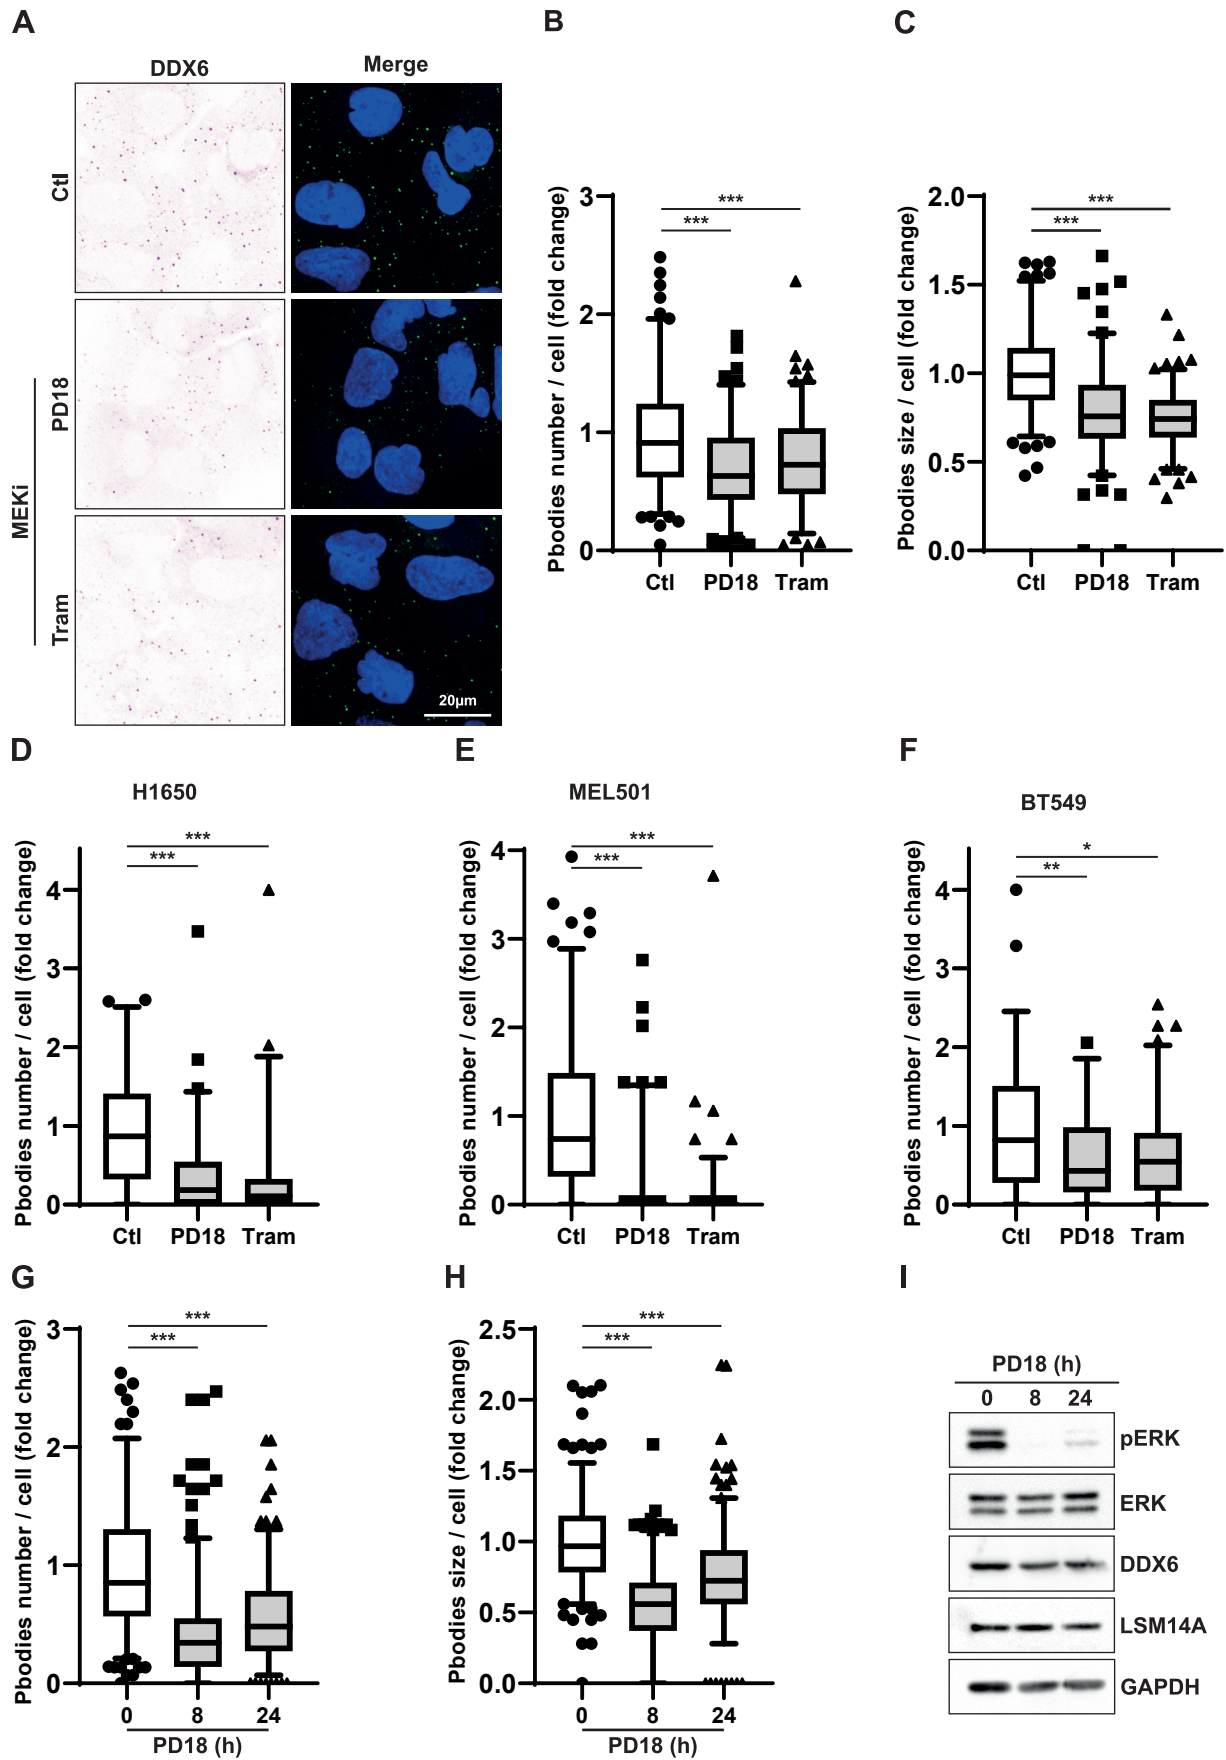 A
B
C
DDX6
Merge
Ctl
MEKi
PD18
Tram
20µm
Pbodies number / cell (fold change)
3
2
1
0
***
***
Ctl
PD18
Tram
Pbodies size / cell (fold change)
2.0
1.5
1.0
0.5
0.0
***
***
Ctl
PD18
Tram
D
H1650
Pbodies number / cell (fold change)
4
3
2
1
0
***
***
Ctl
PD18
Tram
E
MEL501
Pbodies number / cell (fold change)
4
3
2
1
0
***
***
Ctl
PD18
Tram
F
BT549
Pbodies number / cell (fold change)
4
3
2
1
0
*
**
Ctl
PD18
Tram
G
Pbodies number / cell (fold change)
3
2
1
0
***
***
0
8
24
PD18 (h)
H
Pbodies size / cell (fold change)
2.5
2.0
1.5
1.0
0.5
0.0
***
***
0
8
24
PD18 (h)
I
PD18 (h)
0 8 24
pERK
ERK
DDX6
LSM14A
GAPDH